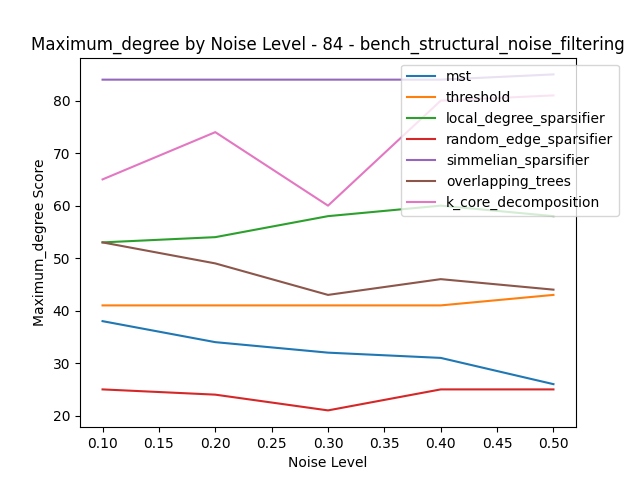 Maximum_degree by Noise Level - 84 - bench_structural_noise_filtering
mst
threshold
local_degree_sparsifier
random_edge_sparsifier
simmelian_sparsifier
overlapping_trees
k_core_decomposition
Maximum_degree Score
80
70
60
50
40
30
20
0.10 0.15 0.20 0.25 0.30 0.35 0.40 0.45 0.50
Noise Level